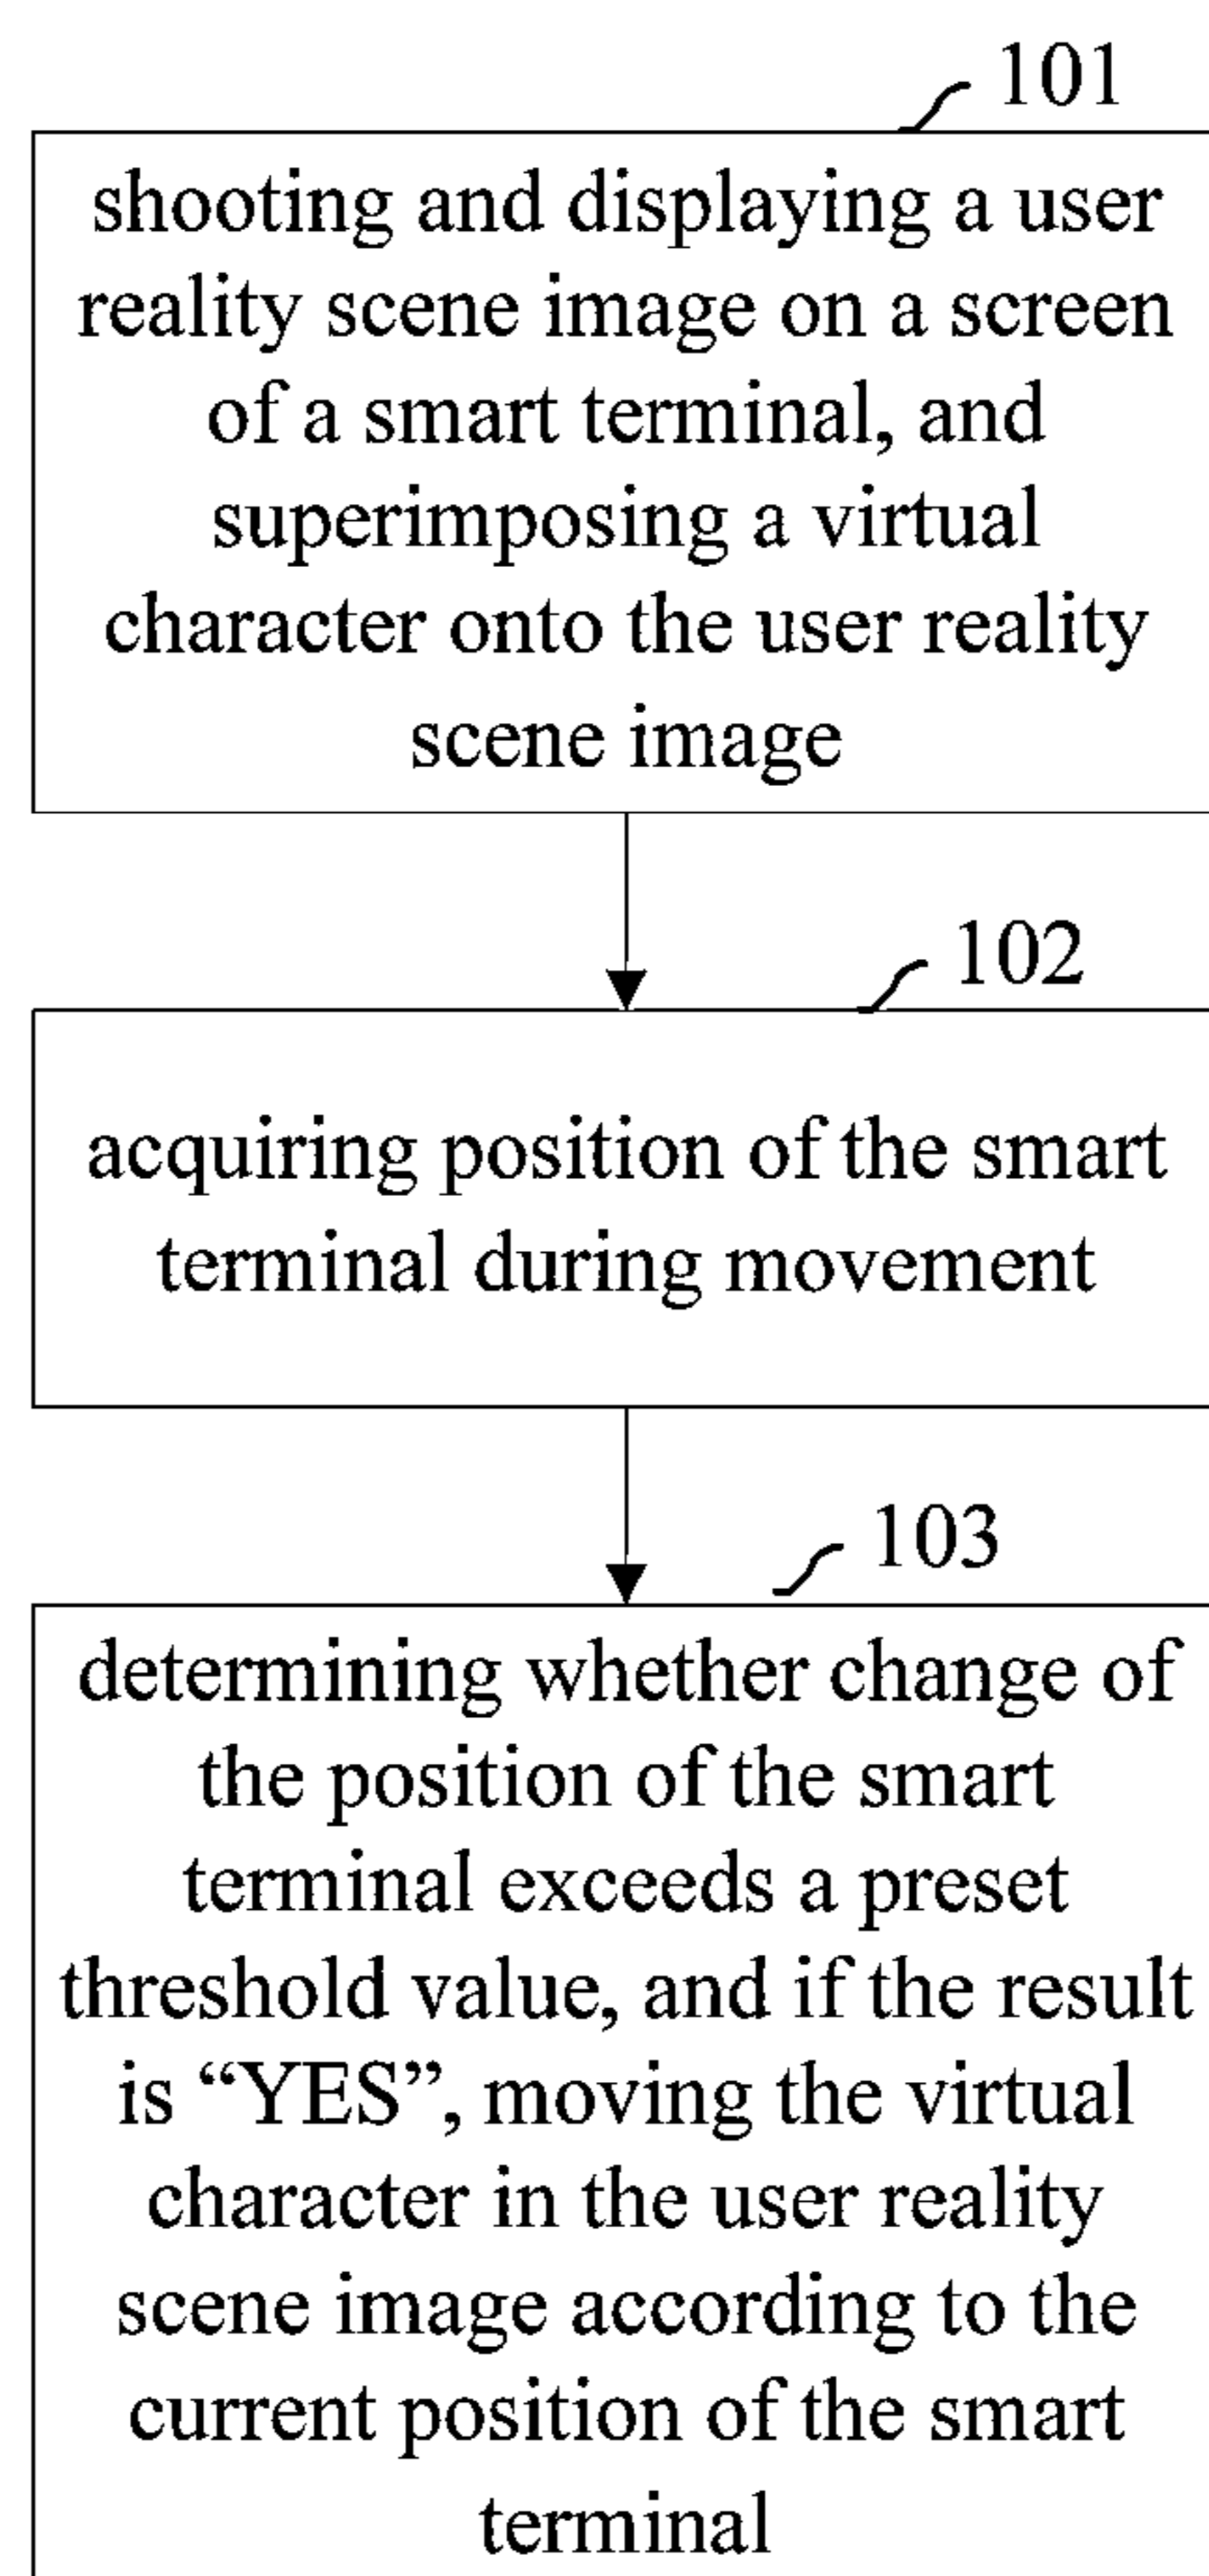 101
shooting and displaying a user
reality scene image on a screen
of a smart terminal, and
superimposing a virtual
character onto the user reality
scene image
102
acquiring position of the smart
terminal during movement
103
determining whether change of
the position of the smart
terminal exceeds a preset
threshold value, and if the result
is “YES”, moving the virtual
character in the user reality
scene image according to the
current position of the smart
terminal